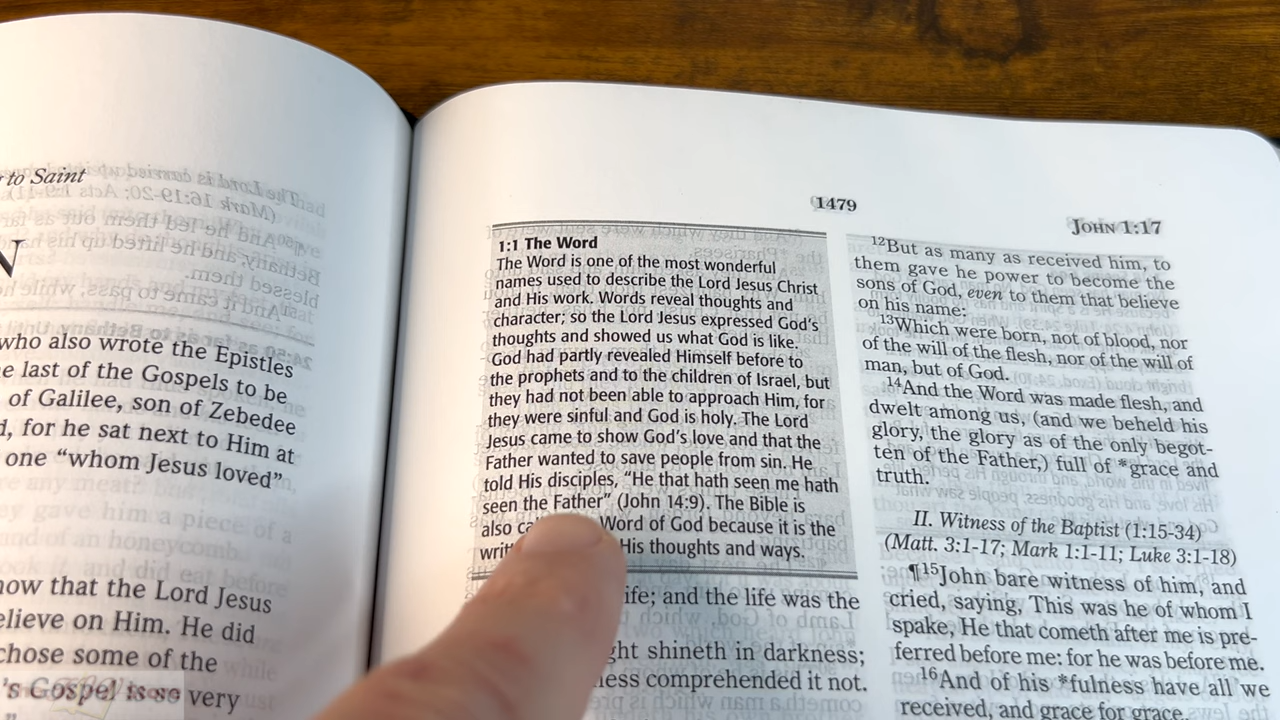 to Saint
who also wrote the Epistles
last of the Gospels to be
of Galilee, son of Zebedee
for he sat next to Him at
one “whom Jesus loved”
that the Lord Jesus
believe on Him. He did
chose some of the
Gospel is so very
1479
JOHN 1:17
1:1 The Word
The Word is one of the most wonderful
names used to describe the Lord Jesus Christ
and His work. Words reveal thoughts and
character; so the Lord Jesus expressed God’s
thoughts and showed us what God is like.
God had partly revealed Himself before to
the prophets and to the children of Israel, but
they had not been able to approach Him, for
they were sinful and God is holy. The Lord
Jesus came to show God’s love and that the
Father wanted to save people from sin. He
told His disciples, “He that hath seen me hath
seen the Father” (John 14:9). The Bible is
also Word of God because it is the
His thoughts and ways.
and the life was the
shineth in darkness;
comprehended it not.
12But as many as received him, to
them gave he power to become the
sons of God, even to them that believe
on his name:
13Which were born, not of blood, nor
of the will of the flesh, nor of the will of
man, but of God.
14And the Word was made flesh, and
dwelt among us, (and we beheld his
glory, the glory as of the only begot-
ten of the Father,) full of *grace and
truth.
II. Witness of the Baptist (1:15-34)
(Matt. 3:1-17; Mark 1:1-11; Luke 3:1-18)
¶15John bare witness of him, and
cried, saying, This was he of whom I
spake, He that cometh after me is pre-
ferred before me: for he was before me.
16And of his *fulness have all we
received, and grace for grace.